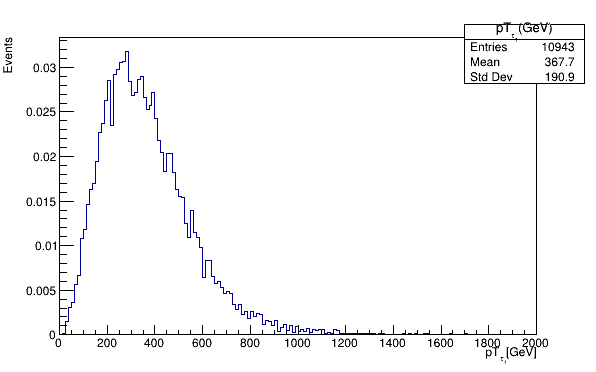 pT_τ₁ (GeV)
Entries 10943
Mean 367.7
Std Dev 190.9
Events
0.03
0.025
0.02
0.015
0.01
0.005
0
0 200 400 600 800 1000 1200 1400 1600 1800 2000
pT_τ₁[GeV]